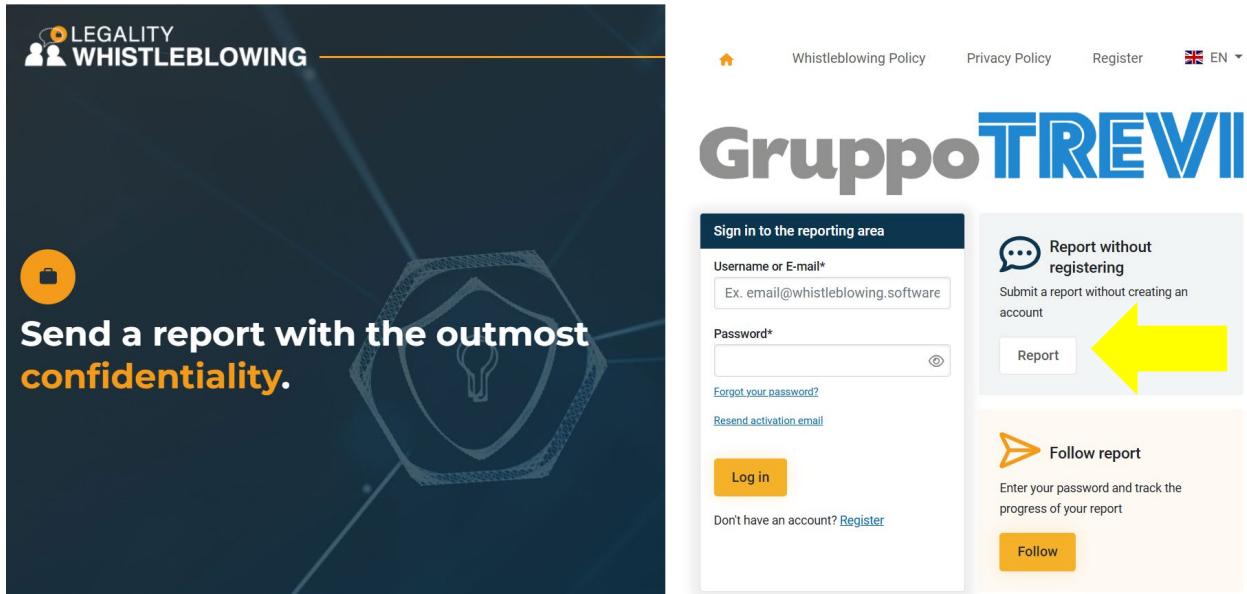 LEGALITY
WHISTLEBLOWING
Send a report with the outmost
confidentiality.
Whistleblowing Policy
Privacy Policy
Register
EN
Gruppo TREVI
Sign in to the reporting area
Username or E-mail*
Ex. email@whistleblowing.software
Password*
Forgot your password?
Resend activation email
Log in
Don't have an account? Register
Report without
registering
Submit a report without creating an
account
Report
Follow report
Enter your password and track the
progress of your report
Follow